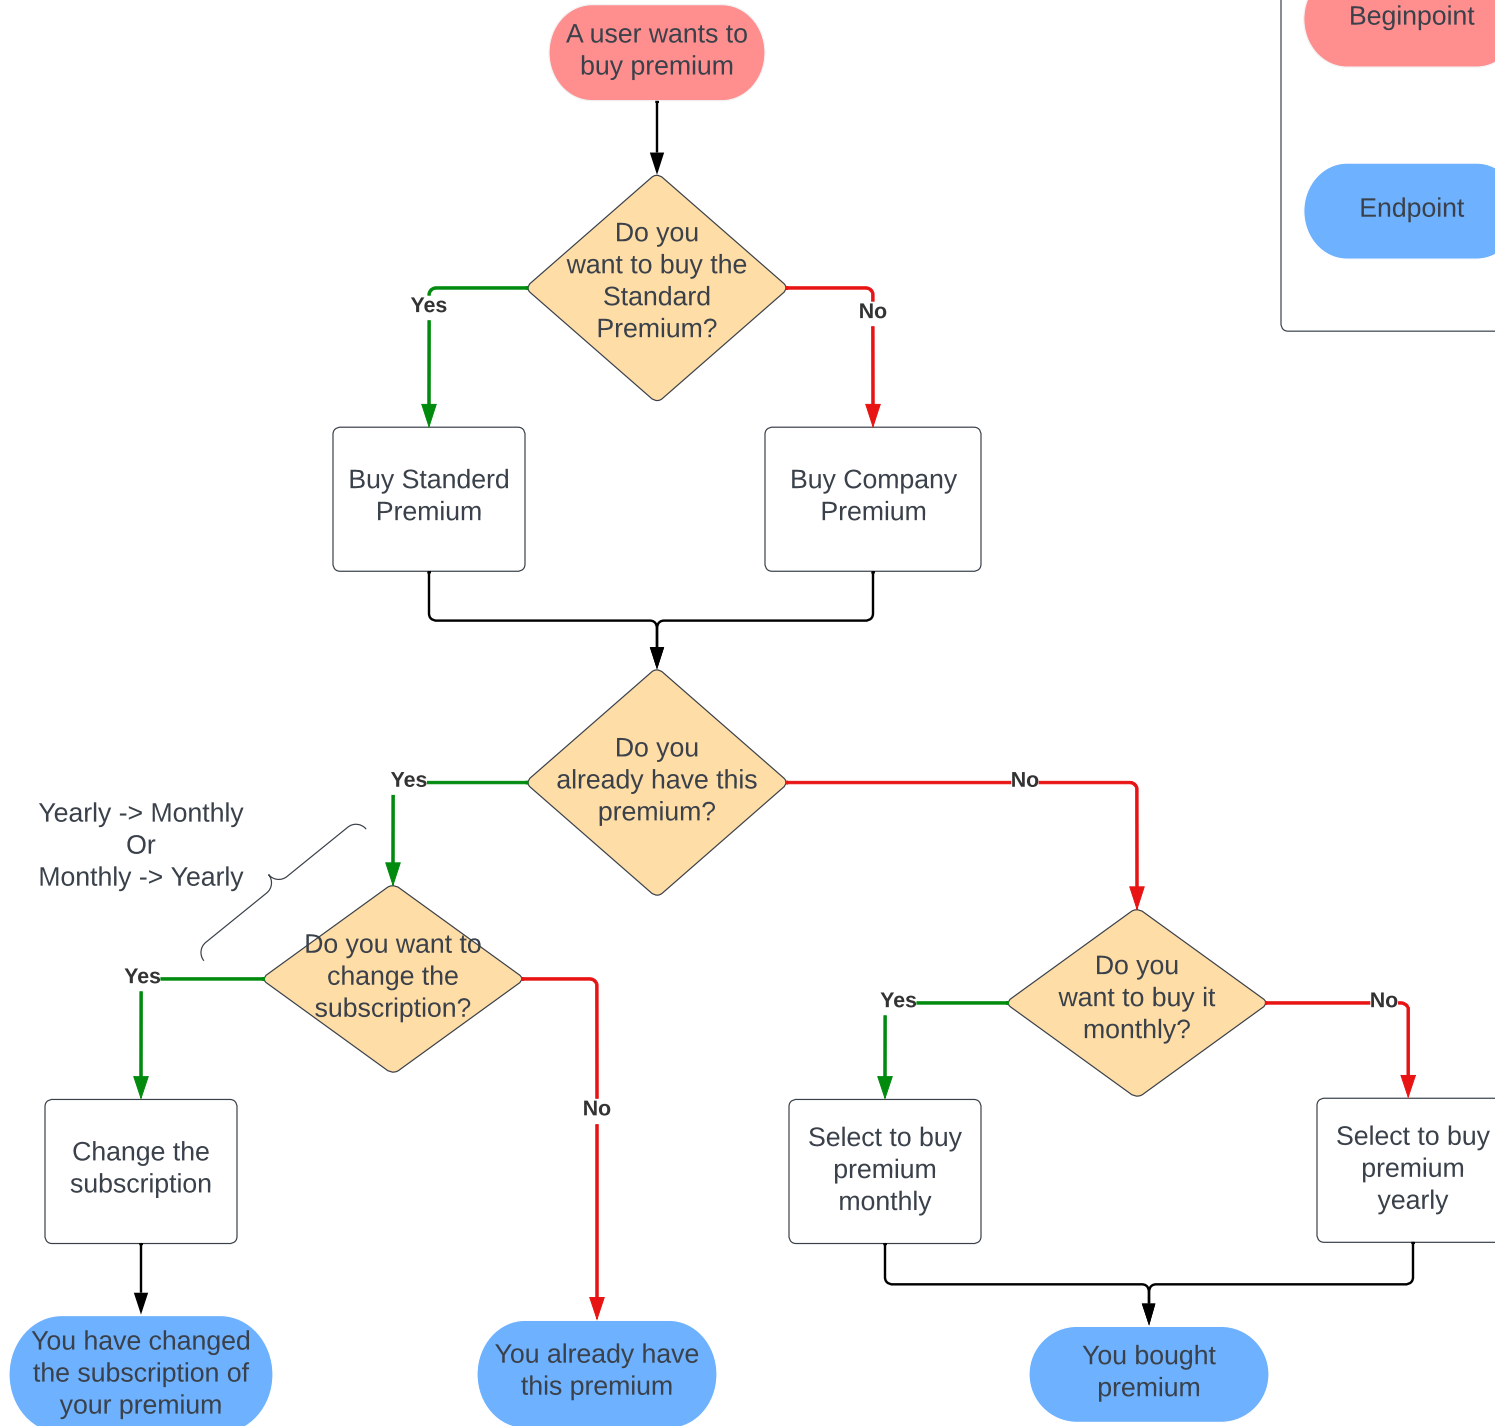 A user wants to
buy premium
Beginpoint
Endpoint
Do you
want to buy the
Standard
Premium?
Yes
No
Buy Standerd
Premium
Buy Company
Premium
Do you
already have this
premium?
Yes
No
Yearly -> Monthly
Or
Monthly -> Yearly
Do you want to
change the
subscription?
Yes
No
Do you
want to buy it
monthly?
Yes
No
Change the
subscription
Select to buy
premium
monthly
Select to buy
premium
yearly
You have changed
the subscription of
your premium
You already have
this premium
You bought
premium